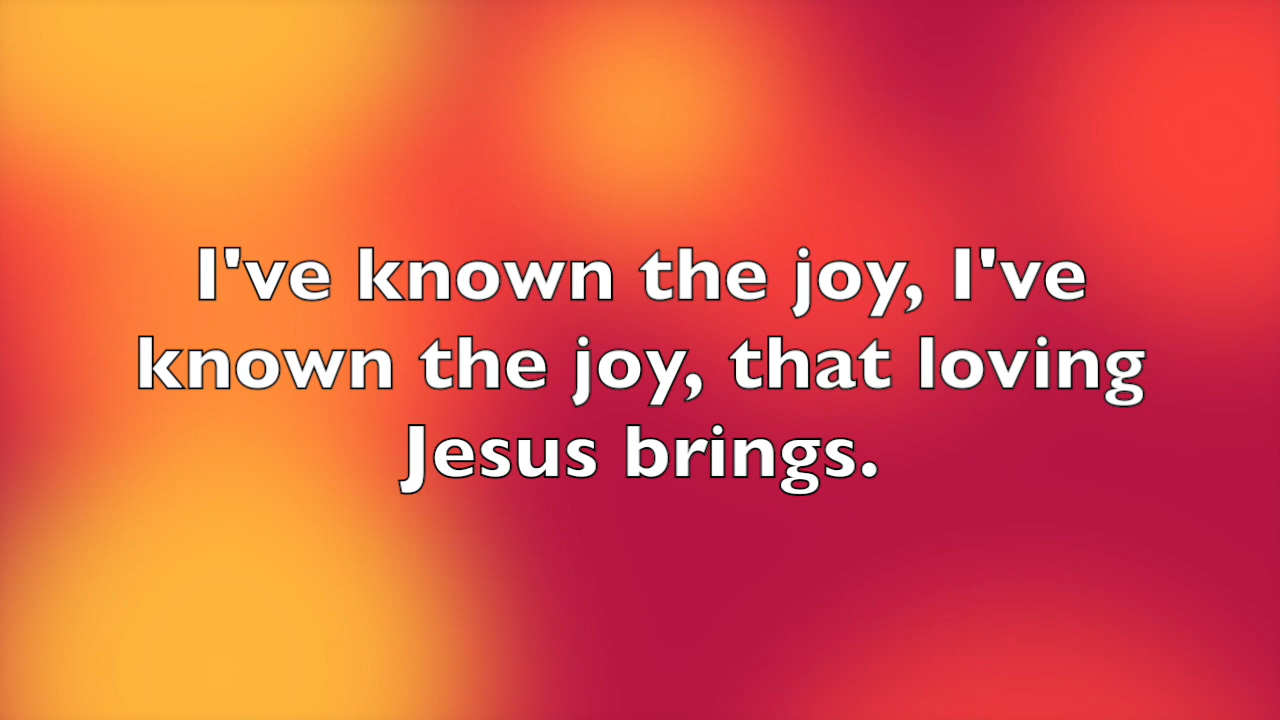 I've known the joy, I've
known the joy, that loving
Jesus brings.